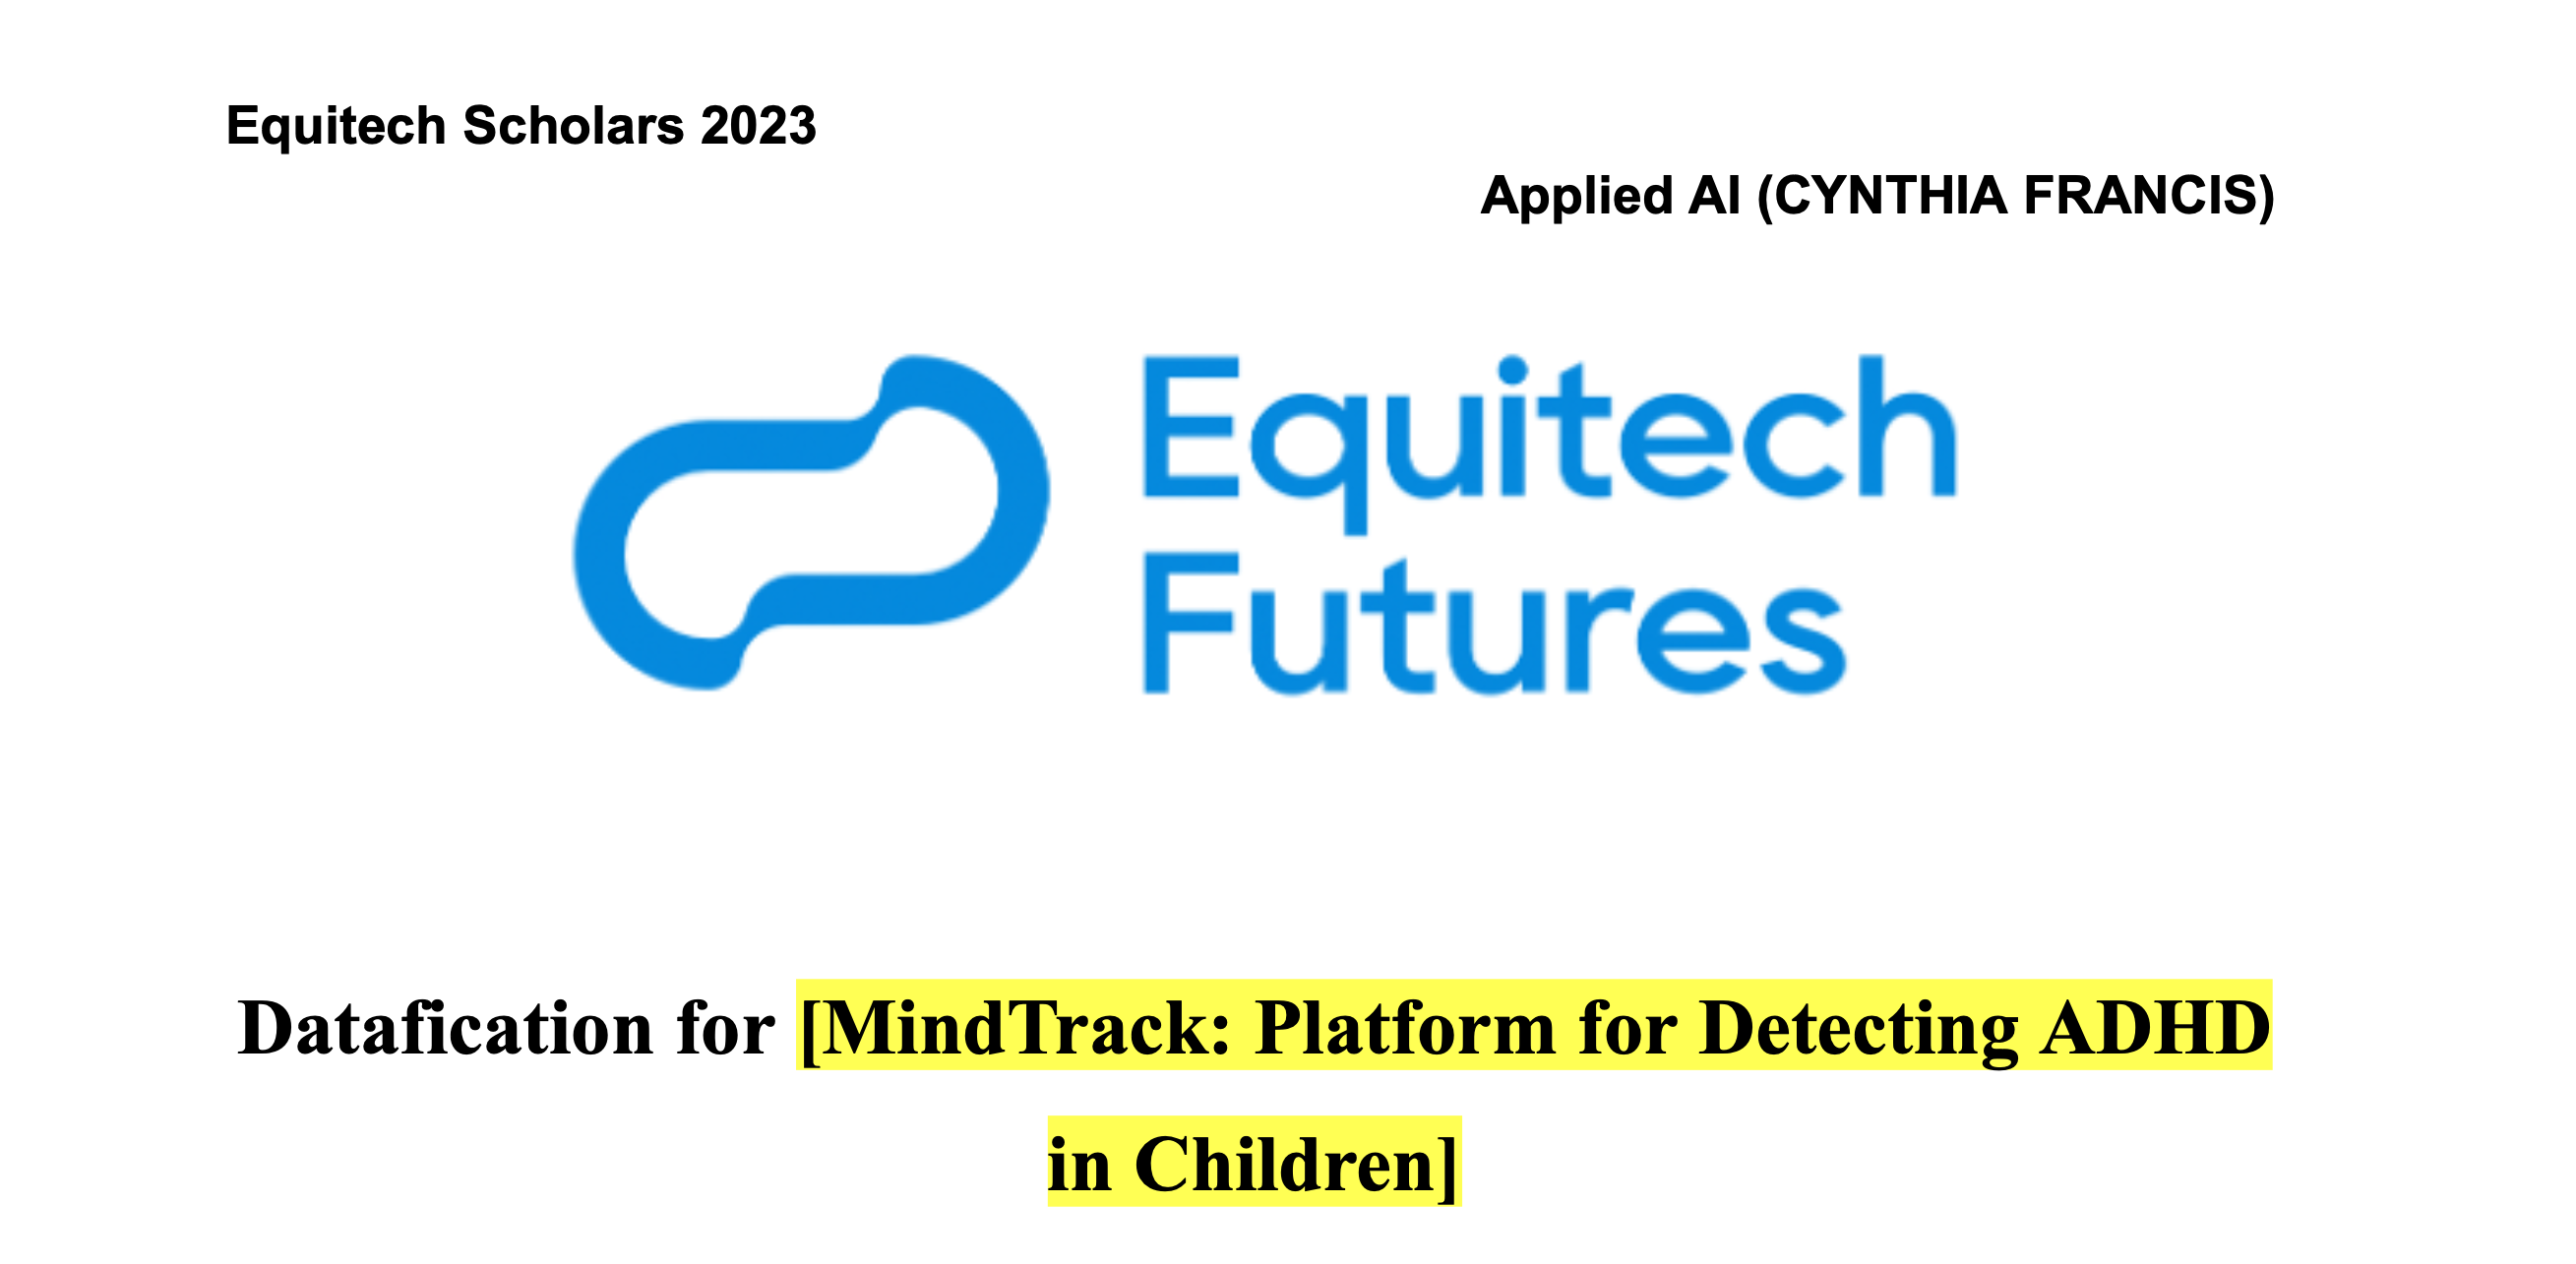 Equitech Scholars 2023
Applied AI (CYNTHIA FRANCIS)
Equitech
Futures
Datafication for [MindTrack: Platform for Detecting ADHD
in Children]